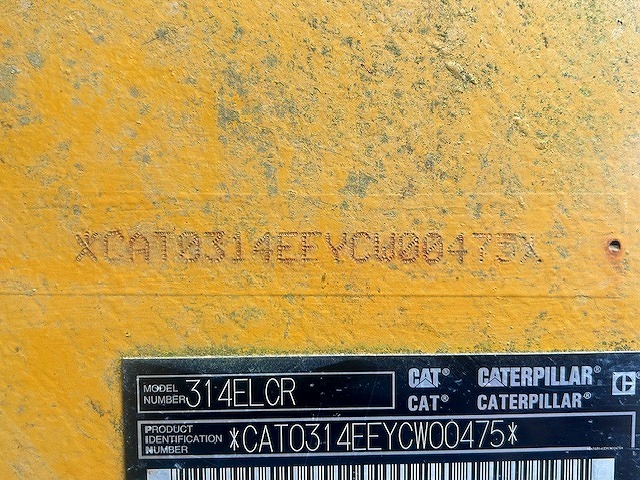 XCAT0314EEYCW00475X
MODEL NUMBER 314ELCR
CAT® CATERPILLAR®
CAT® CATERPILLAR®
PRODUCT IDENTIFICATION NUMBER *CAT0314EEYCW00475*